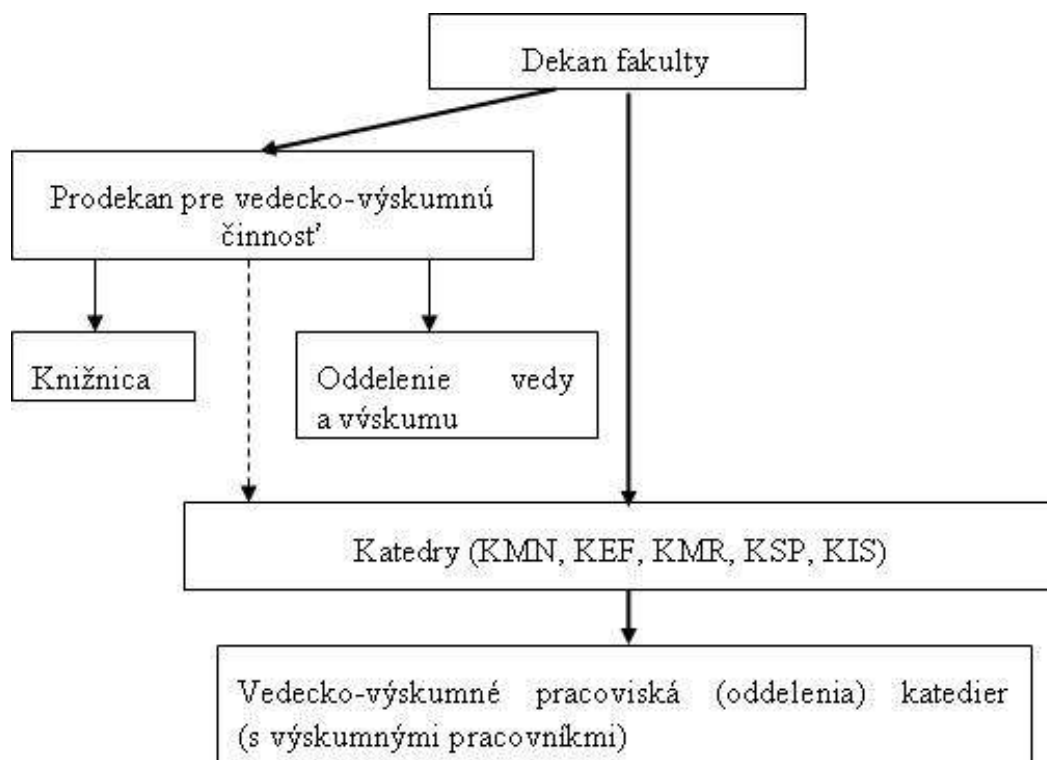 Dekan fakulty
Prodekan pre vedecko-výskumnú
činnosť
Knižnica
Oddelenie vedy
a výskumu
Katedry (KMN, KEF, KMR, KSP, KIS)
Vedecko-výskumné pracoviská (oddelenia) katedier
(s výskumnými pracovníkmi)